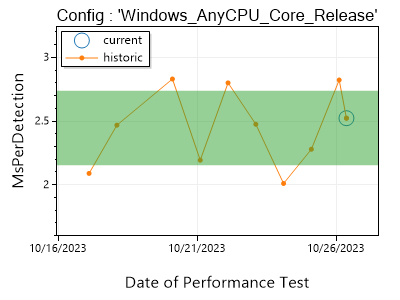 Config : 'Windows_AnyCPU_Core_Release'
current
historic
3
2.5
2
MsPerDetection
10/16/2023 10/21/2023 10/26/2023
Date of Performance Test